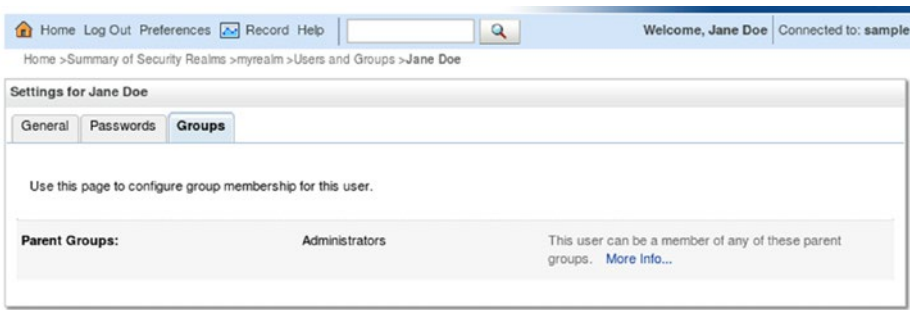 Home Log Out Preferences Record Help
Welcome, Jane Doe Connected to: sample
Home >Summary of Security Realms >myrealm >Users and Groups >Jane Doe
Settings for Jane Doe
General Passwords Groups
Use this page to configure group membership for this user.
Parent Groups:
Administrators
This user can be a member of any of these parent
groups. More Info...